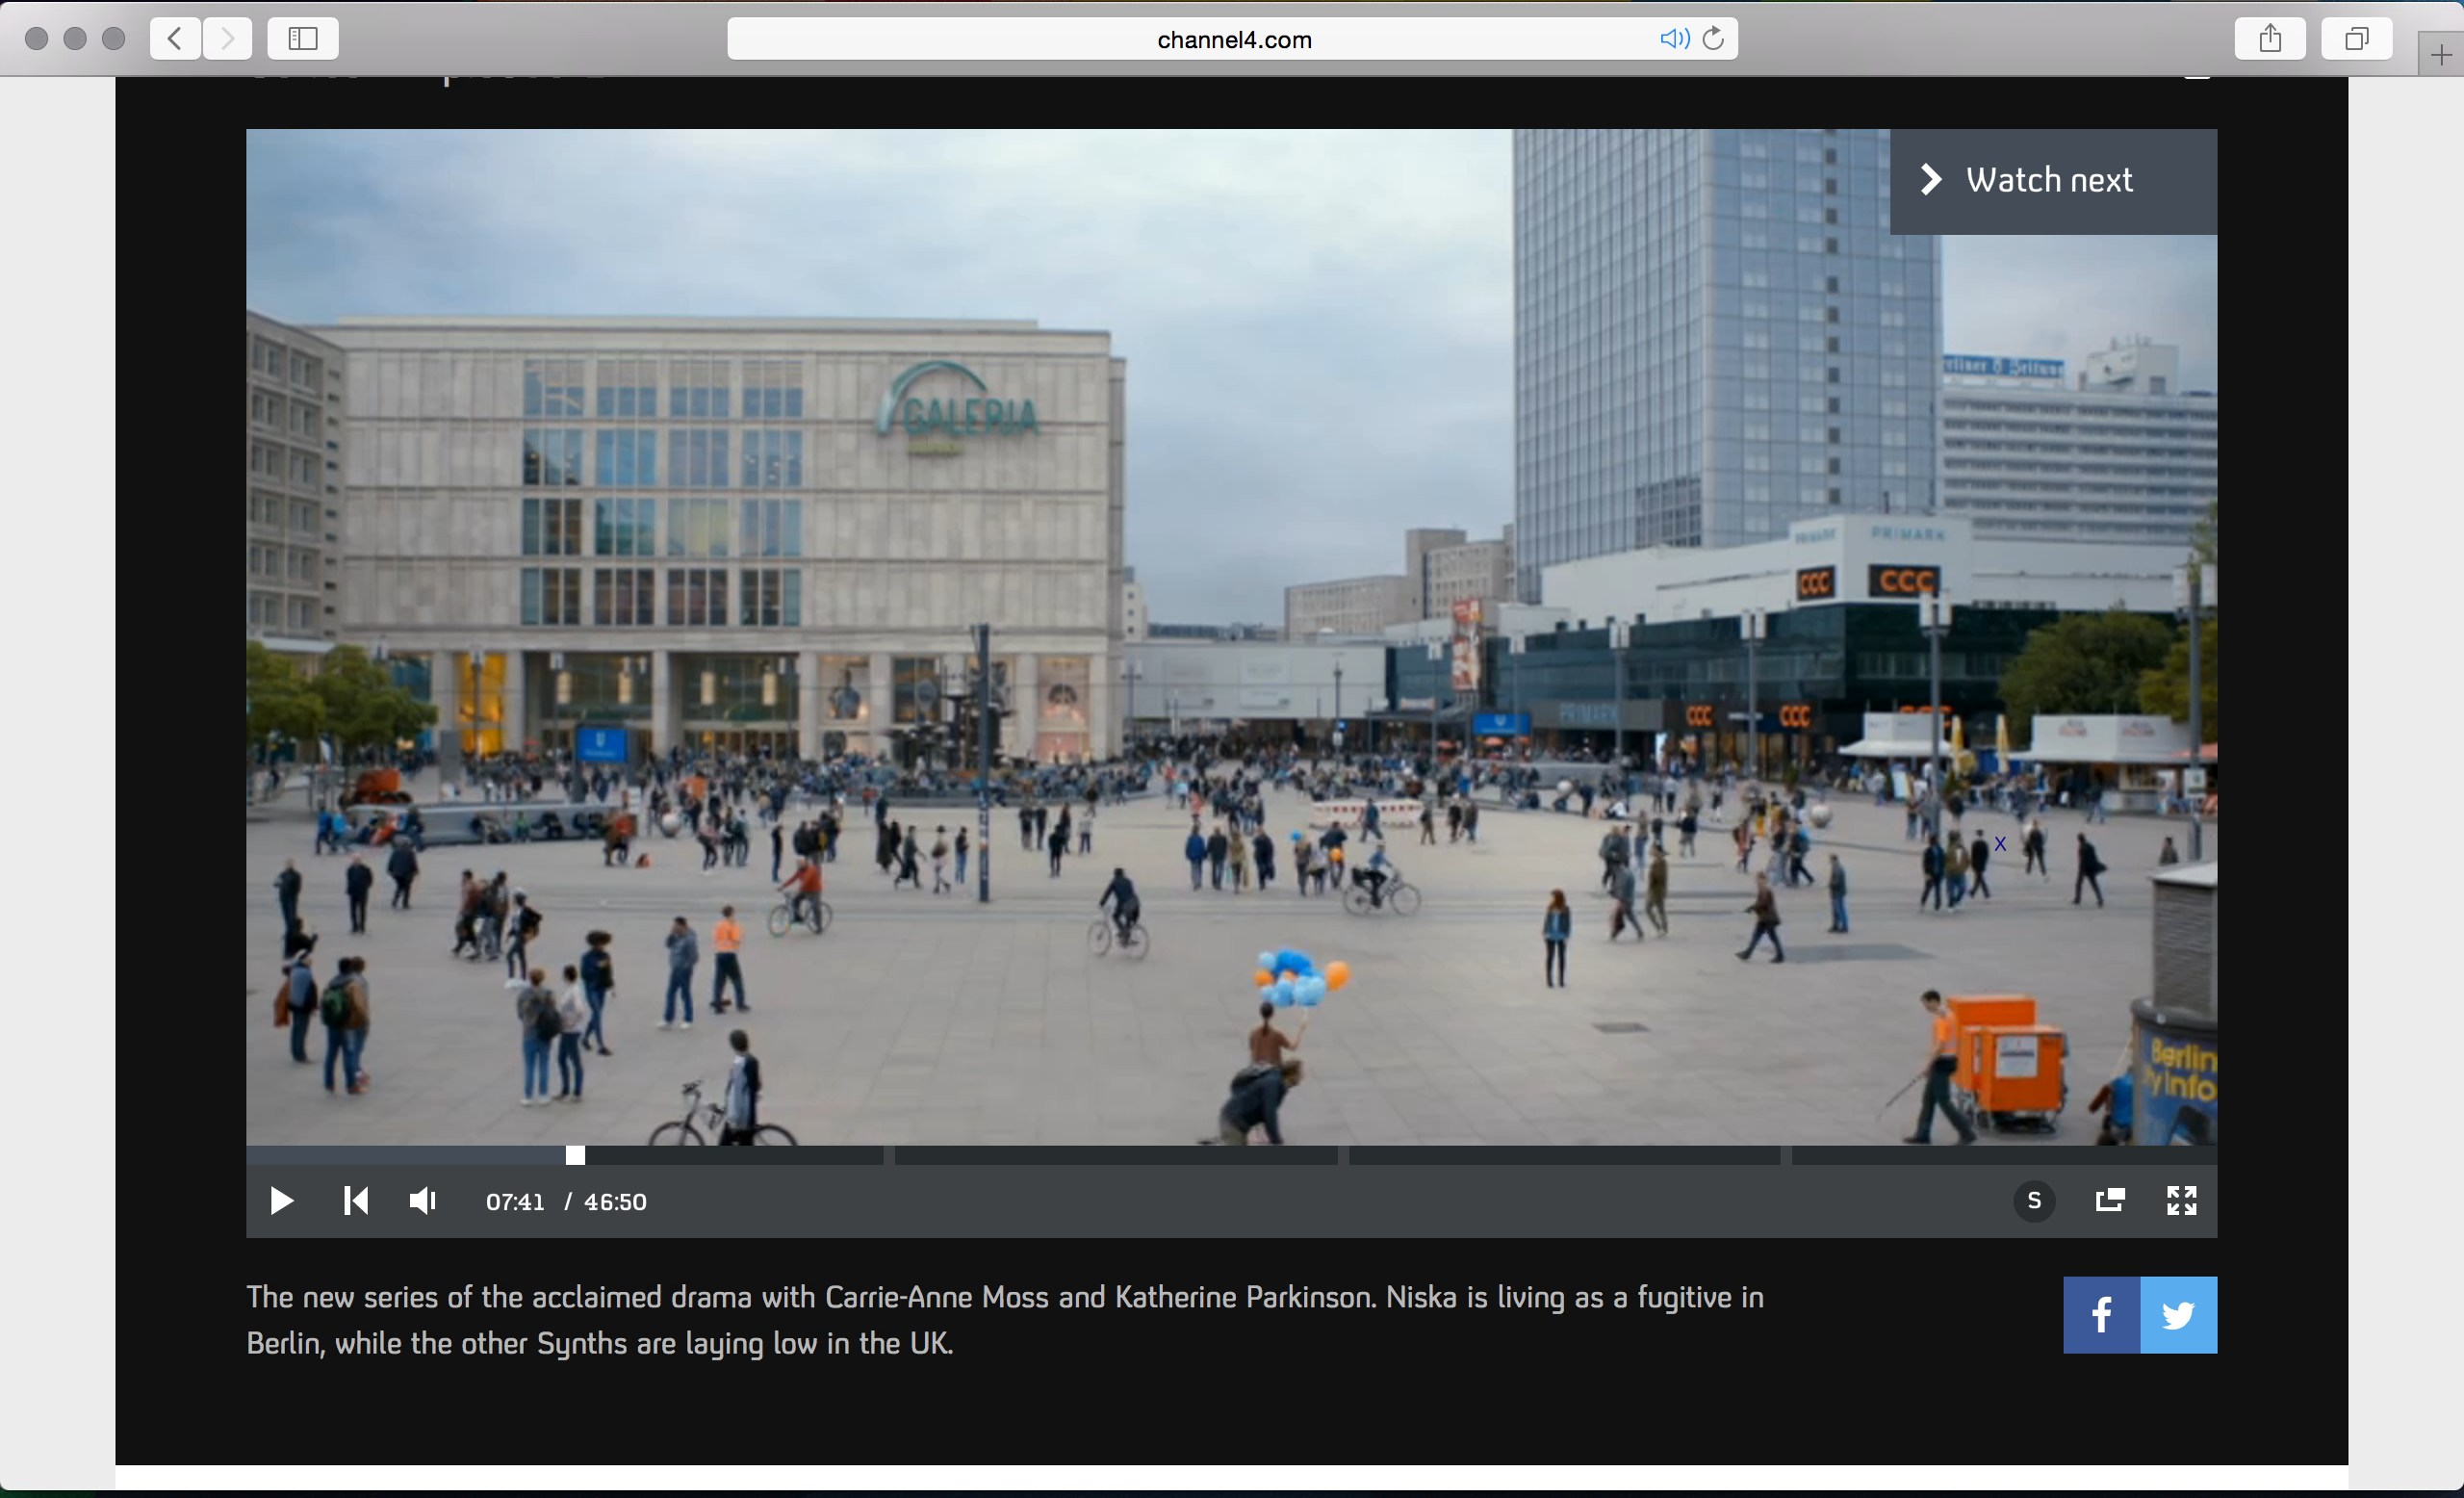 channel4.com
Watch next
GALERIA
PRIMARK
CCC
CCC
PRIMARK
CCC
CCC
X
Berlin
07:41 / 46:50
S
The new series of the acclaimed drama with Carrie-Anne Moss and Katherine Parkinson. Niska is living as a fugitive in
Berlin, while the other Synths are laying low in the UK.